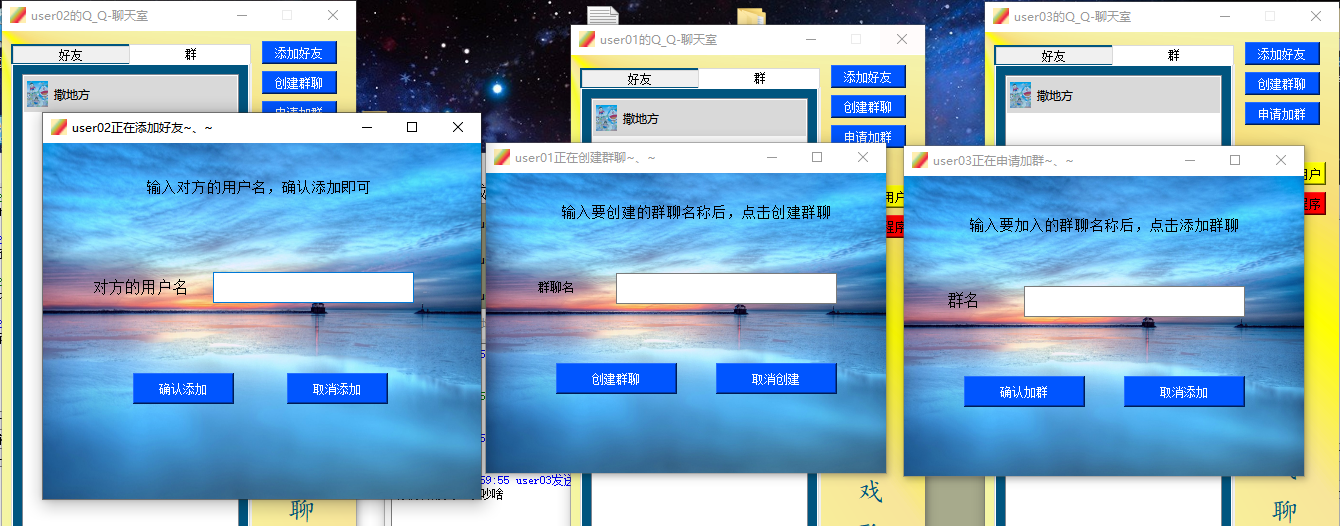 user02的Q_Q-聊天室
好友
群
添加好友
创建群聊
申请加群
撒地方
user02正在添加好友~、~
输入对方的用户名，确认添加即可
对方的用户名
确认添加
取消添加
聊
user01的Q_Q-聊天室
好友
群
添加好友
创建群聊
申请加群
撒地方
用户
程序
user01正在创建群聊~、~
输入要创建的群聊名称后，点击创建群聊
群聊名
创建群聊
取消创建
59:55 user03发送
吵啥
戏
user03的Q_Q-聊天室
好友
群
添加好友
创建群聊
申请加群
撒地方
用户
程序
user03正在申请加群~、~
输入要加入的群聊名称后，点击添加群聊
群名
确认加群
取消添加
聊